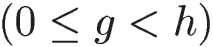 (0 ≤ g < h)